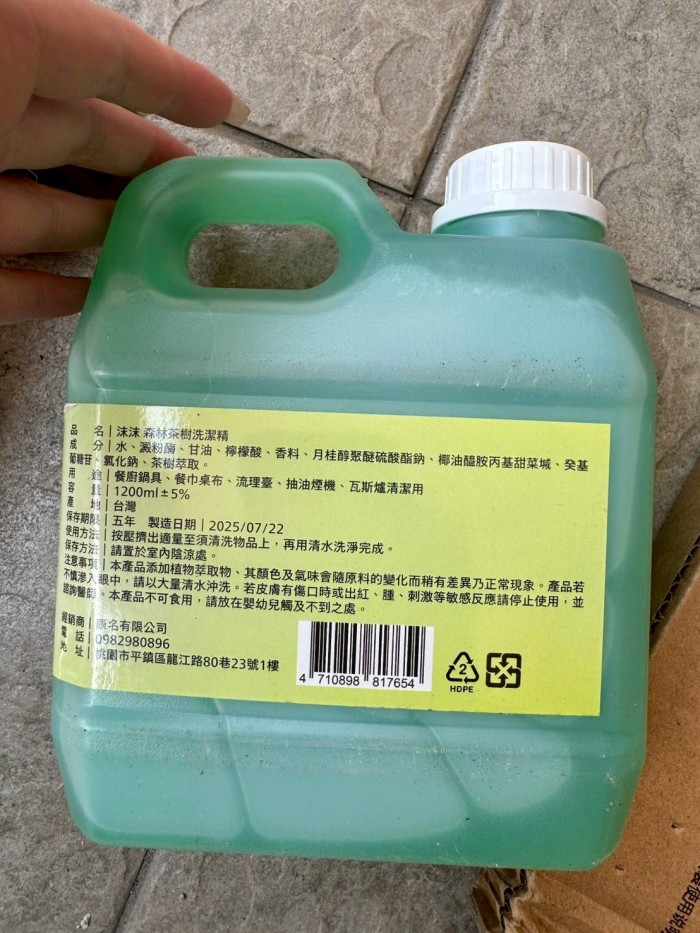 品名｜沫沫 森林茶樹洗潔精
成分｜水、澱粉酶、甘油、檸檬酸、香料、月桂醇聚醚硫酸酯鈉、椰油醯胺丙基甜菜堿、癸基
葡糖苷、氯化鈉、茶樹萃取。
用途｜餐廚鍋具、餐巾桌布、流理臺、抽油煙機、瓦斯爐清潔用
容量｜1200ml±5%
產地｜台灣
保存期限｜五年 製造日期｜2025/07/22
使用方法｜按壓擠出適量至須清洗物品上，再用清水洗淨完成。
保存方法｜請置於室內陰涼處。
注意事項｜本產品添加植物萃取物、其顏色及氣味會隨原料的變化而稍有差異乃正常現象。產品若
不慎滲入眼中，請以大量清水沖洗。若皮膚有傷口時或出紅、腫、刺激等敏感反應請停止使用，並
諮詢醫師。本產品不可食用，請放在嬰幼兒觸及不到之處。
經銷商｜康名有限公司
電話｜0982980896
地址｜桃園市平鎮區龍江路80巷23號1樓
4 710898 817654
2
HDPE